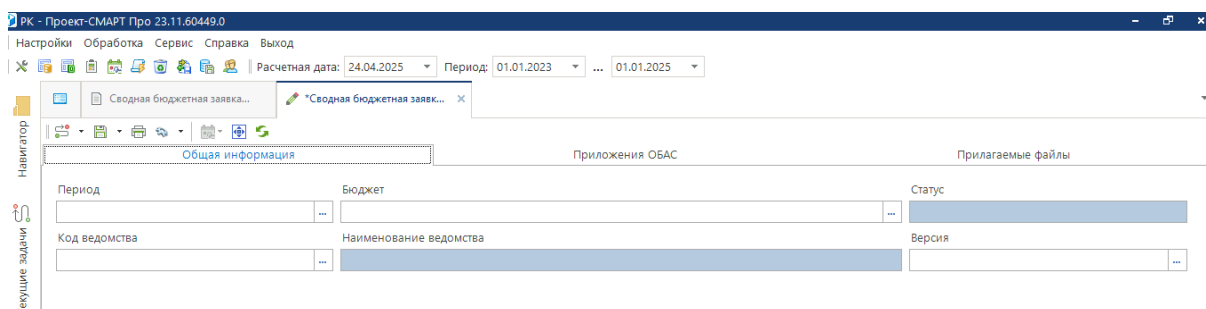 РК - Проект-СМАРТ Про 23.11.60449.0
Настройки Обработка Сервис Справка Выход
Расчетная дата: 24.04.2025 Период: 01.01.2023 ... 01.01.2025
Сводная бюджетная заявка... *Сводная бюджетная заявк...
Навигатор
Общая информация Приложения ОБАС Прилагаемые файлы
Период Бюджет Статус
... ...
Код ведомства Наименование ведомства Версия
... ...
екущие задачи